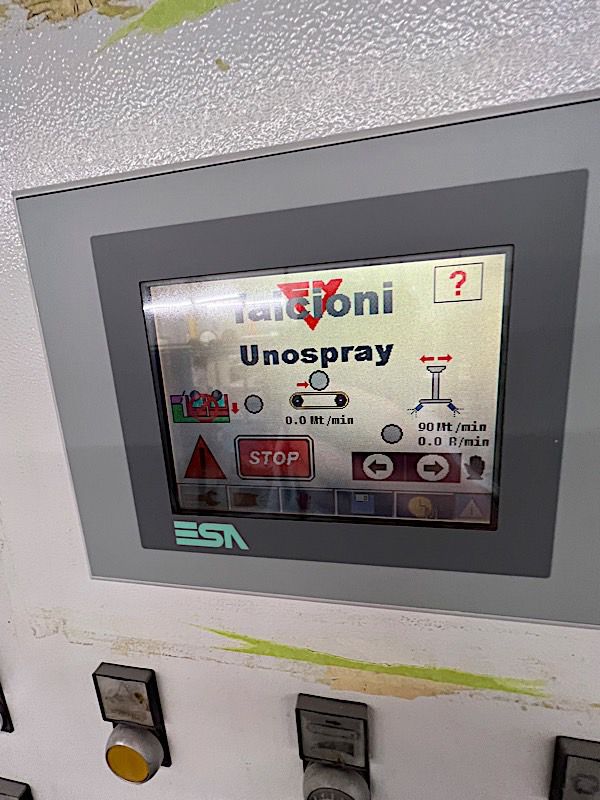 ?
falcioni
Unospray
0.0 Mt/min
90 Mt/min
0.0 R/min
STOP
ESA